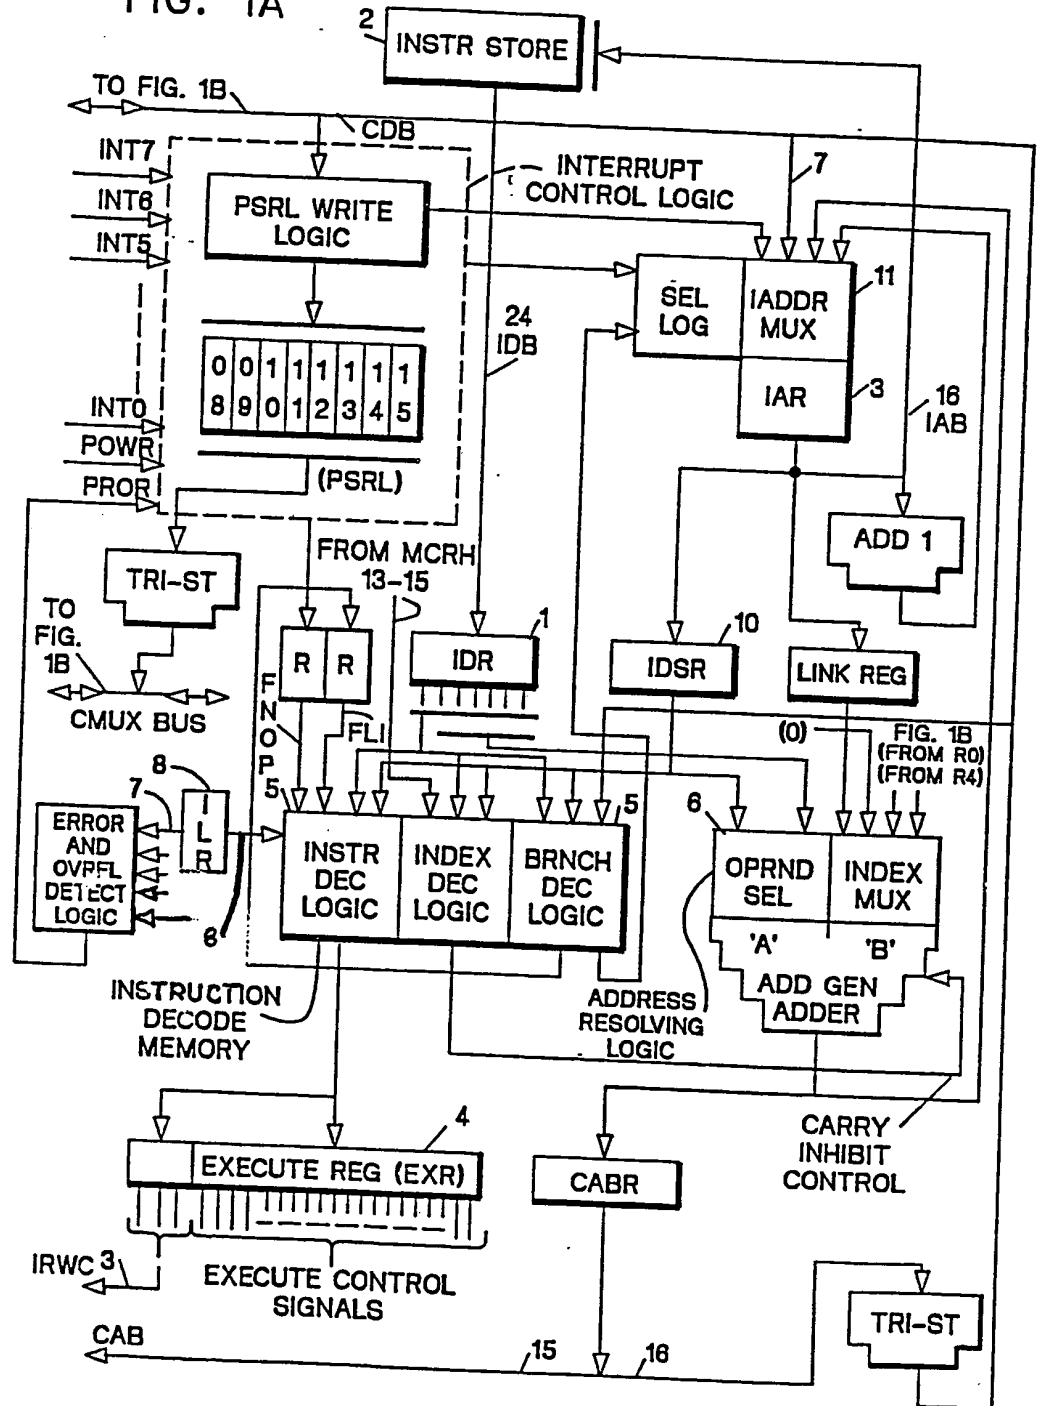 FIG. 1A
2
INSTR STORE
TO FIG. 1B
CDB
INT7
INT6
INT5
INTERRUPT
CONTROL LOGIC
7
PSRL WRITE
LOGIC
SEL
LOG
IADDR
MUX
11
24
IDB
0 0 1 1 1 1 1 1
8 9 0 1 2 3 4 5
IAR
3
16
IAB
INT0
POWR
PROR
(PSRL)
ADD 1
FROM MCRH
13-15
TRI-ST
TO
FIG.
1B
CMUX BUS
R R
1
IDR
10
IDSR
LINK REG
FNOP
FLI
(0)
FIG. 1B
(FROM R0)
(FROM R4)
8
7
ILR
5
5
6
ERROR
AND
OVPFL
DETECT
LOGIC
INSTR
DEC
LOGIC
INDEX
DEC
LOGIC
BRNCH
DEC
LOGIC
OPRND
SEL
INDEX
MUX
6
'A' 'B'
ADD GEN
ADDER
INSTRUCTION
DECODE
MEMORY
ADDRESS
RESOLVING
LOGIC
4
EXECUTE REG (EXR)
CABR
CARRY
INHIBIT
CONTROL
IRWC 3
EXECUTE CONTROL
SIGNALS
TRI-ST
CAB
15
16